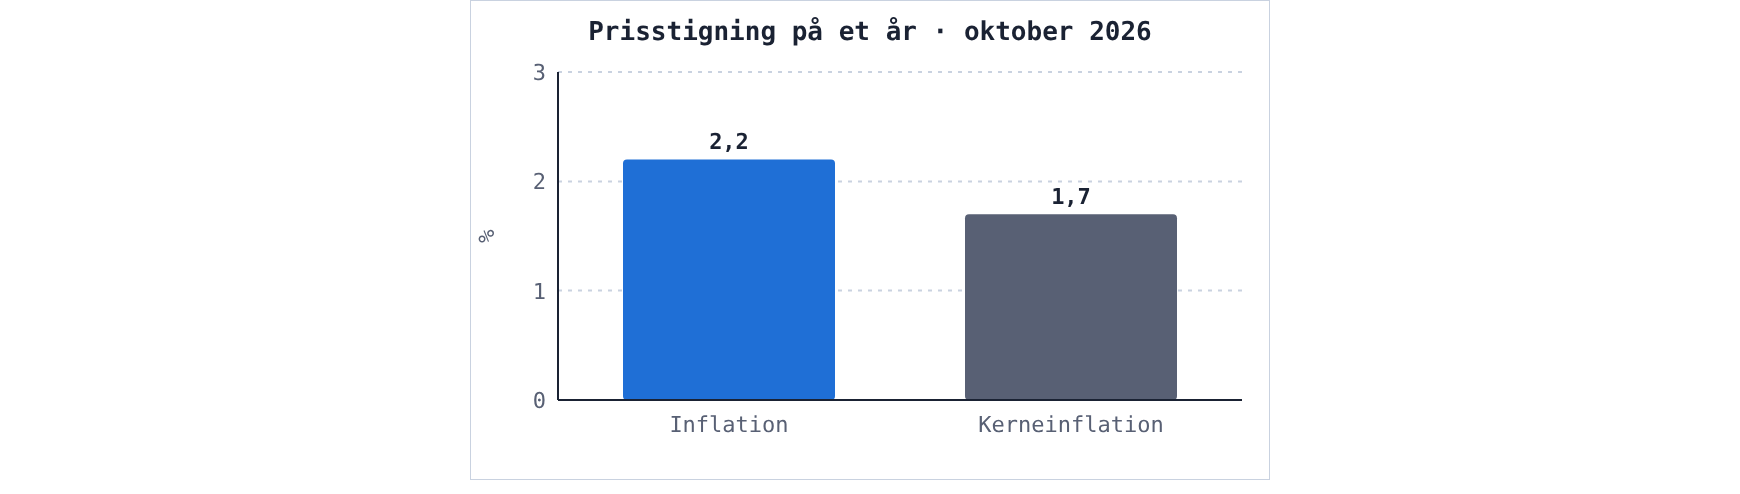 Prisstigning på et år · oktober 2026
3
2
1
0
%
2,2
1,7
Inflation
Kerneinflation